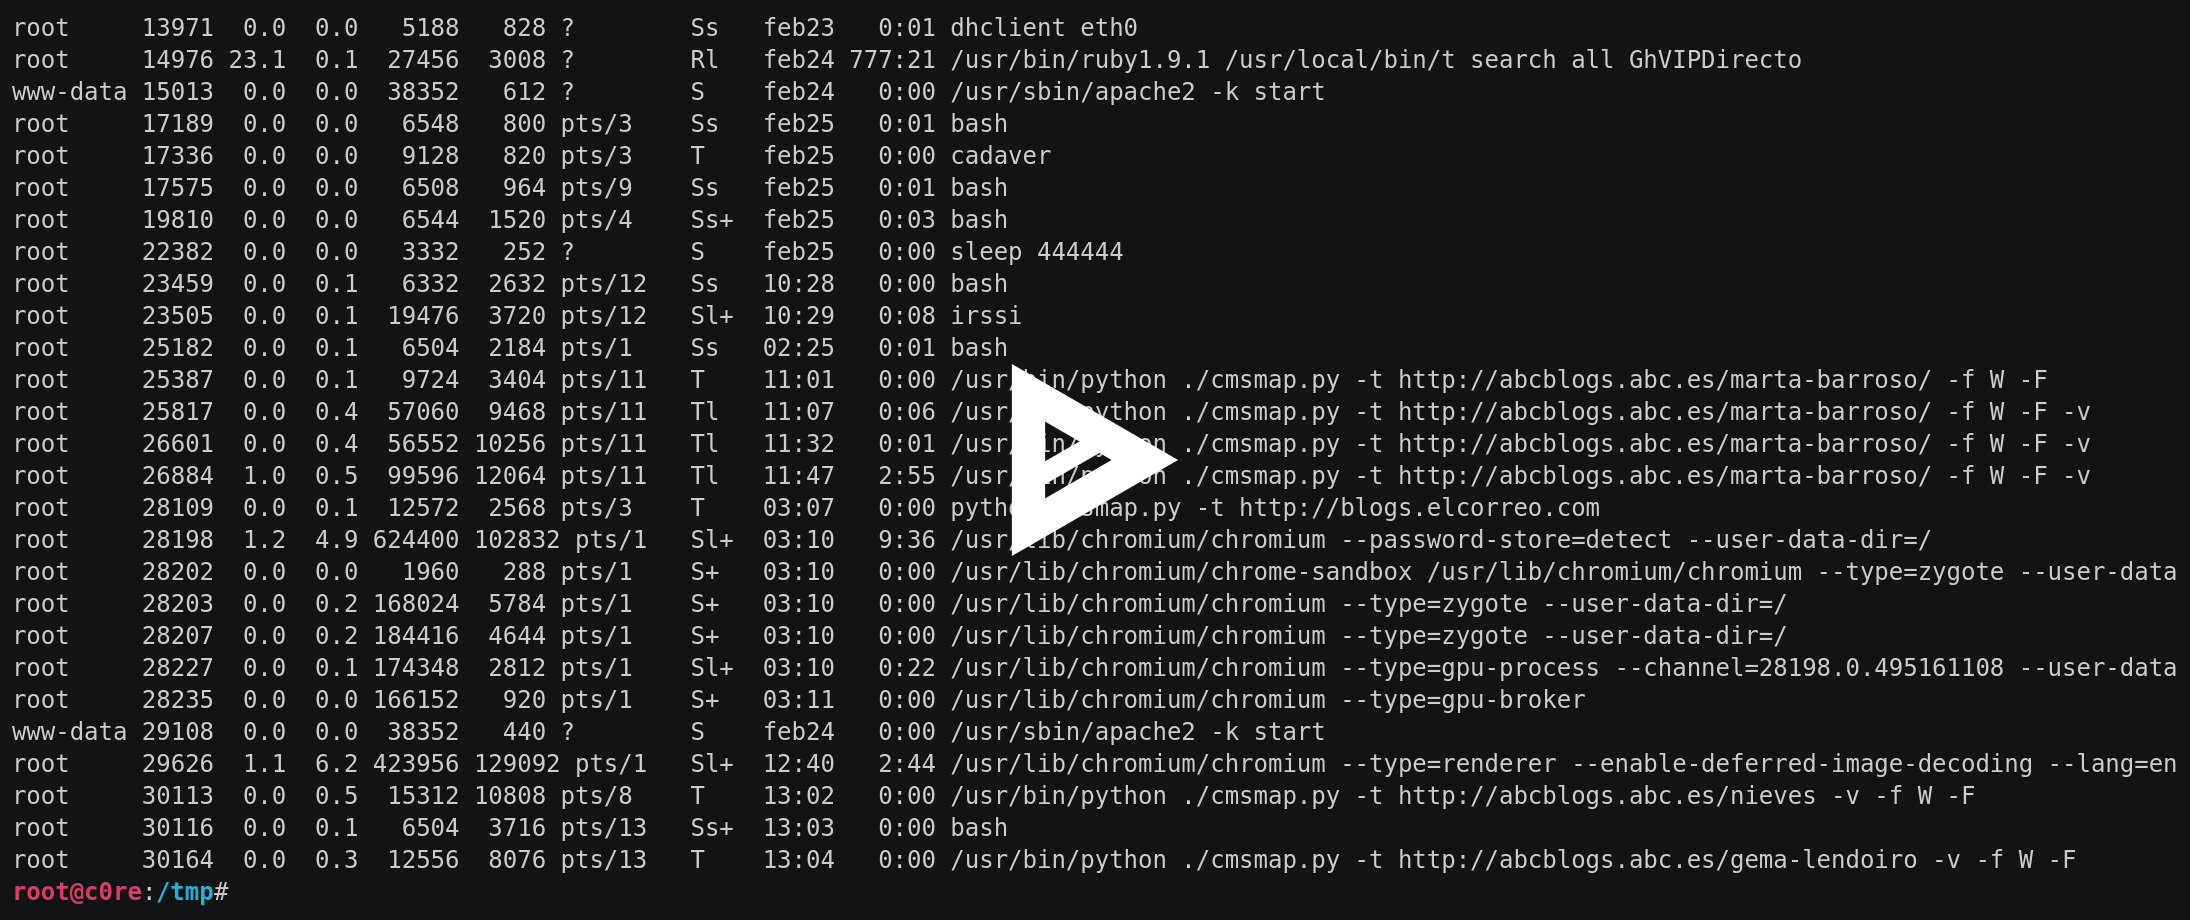 root     13971  0.0  0.0   5188   828 ?        Ss   feb23   0:01 dhclient eth0
root     14976 23.1  0.1  27456  3008 ?        Rl   feb24 777:21 /usr/bin/ruby1.9.1 /usr/local/bin/t search all GhVIPDirecto
www-data 15013  0.0  0.0  38352   612 ?        S    feb24   0:00 /usr/sbin/apache2 -k start
root     17189  0.0  0.0   6548   800 pts/3    Ss   feb25   0:01 bash
root     17336  0.0  0.0   9128   820 pts/3    T    feb25   0:00 cadaver
root     17575  0.0  0.0   6508   964 pts/9    Ss   feb25   0:01 bash
root     19810  0.0  0.0   6544  1520 pts/4    Ss+  feb25   0:03 bash
root     22382  0.0  0.0   3332   252 ?        S    feb25   0:00 sleep 444444
root     23459  0.0  0.1   6332  2632 pts/12   Ss   10:28   0:00 bash
root     23505  0.0  0.1  19476  3720 pts/12   Sl+  10:29   0:08 irssi
root     25182  0.0  0.1   6504  2184 pts/1    Ss   02:25   0:01 bash
root     25387  0.0  0.1   9724  3404 pts/11   T    11:01   0:00 /usr/bin/python ./cmsmap.py -t http://abcblogs.abc.es/marta-barroso/ -f W -F
root     25817  0.0  0.4  57060  9468 pts/11   Tl   11:07   0:06 /usr/bin/python ./cmsmap.py -t http://abcblogs.abc.es/marta-barroso/ -f W -F -v
root     26601  0.0  0.4  56552 10256 pts/11   Tl   11:32   0:01 /usr/bin/python ./cmsmap.py -t http://abcblogs.abc.es/marta-barroso/ -f W -F -v
root     26884  1.0  0.5  99596 12064 pts/11   Tl   11:47   2:55 /usr/bin/python ./cmsmap.py -t http://abcblogs.abc.es/marta-barroso/ -f W -F -v
root     28109  0.0  0.1  12572  2568 pts/3    T    03:07   0:00 python cmsmap.py -t http://blogs.elcorreo.com
root     28198  1.2  4.9 624400 102832 pts/1   Sl+  03:10   9:36 /usr/lib/chromium/chromium --password-store=detect --user-data-dir=/
root     28202  0.0  0.0   1960   288 pts/1    S+   03:10   0:00 /usr/lib/chromium/chrome-sandbox /usr/lib/chromium/chromium --type=zygote --user-data
root     28203  0.0  0.2 168024  5784 pts/1    S+   03:10   0:00 /usr/lib/chromium/chromium --type=zygote --user-data-dir=/
root     28207  0.0  0.2 184416  4644 pts/1    S+   03:10   0:00 /usr/lib/chromium/chromium --type=zygote --user-data-dir=/
root     28227  0.0  0.1 174348  2812 pts/1    Sl+  03:10   0:22 /usr/lib/chromium/chromium --type=gpu-process --channel=28198.0.495161108 --user-data
root     28235  0.0  0.0 166152   920 pts/1    S+   03:11   0:00 /usr/lib/chromium/chromium --type=gpu-broker
www-data 29108  0.0  0.0  38352   440 ?        S    feb24   0:00 /usr/sbin/apache2 -k start
root     29626  1.1  6.2 423956 129092 pts/1   Sl+  12:40   2:44 /usr/lib/chromium/chromium --type=renderer --enable-deferred-image-decoding --lang=en
root     30113  0.0  0.5  15312 10808 pts/8    T    13:02   0:00 /usr/bin/python ./cmsmap.py -t http://abcblogs.abc.es/nieves -v -f W -F
root     30116  0.0  0.1   6504  3716 pts/13   Ss+  13:03   0:00 bash
root     30164  0.0  0.3  12556  8076 pts/13   T    13:04   0:00 /usr/bin/python ./cmsmap.py -t http://abcblogs.abc.es/gema-lendoiro -v -f W -F
root@c0re:/tmp#